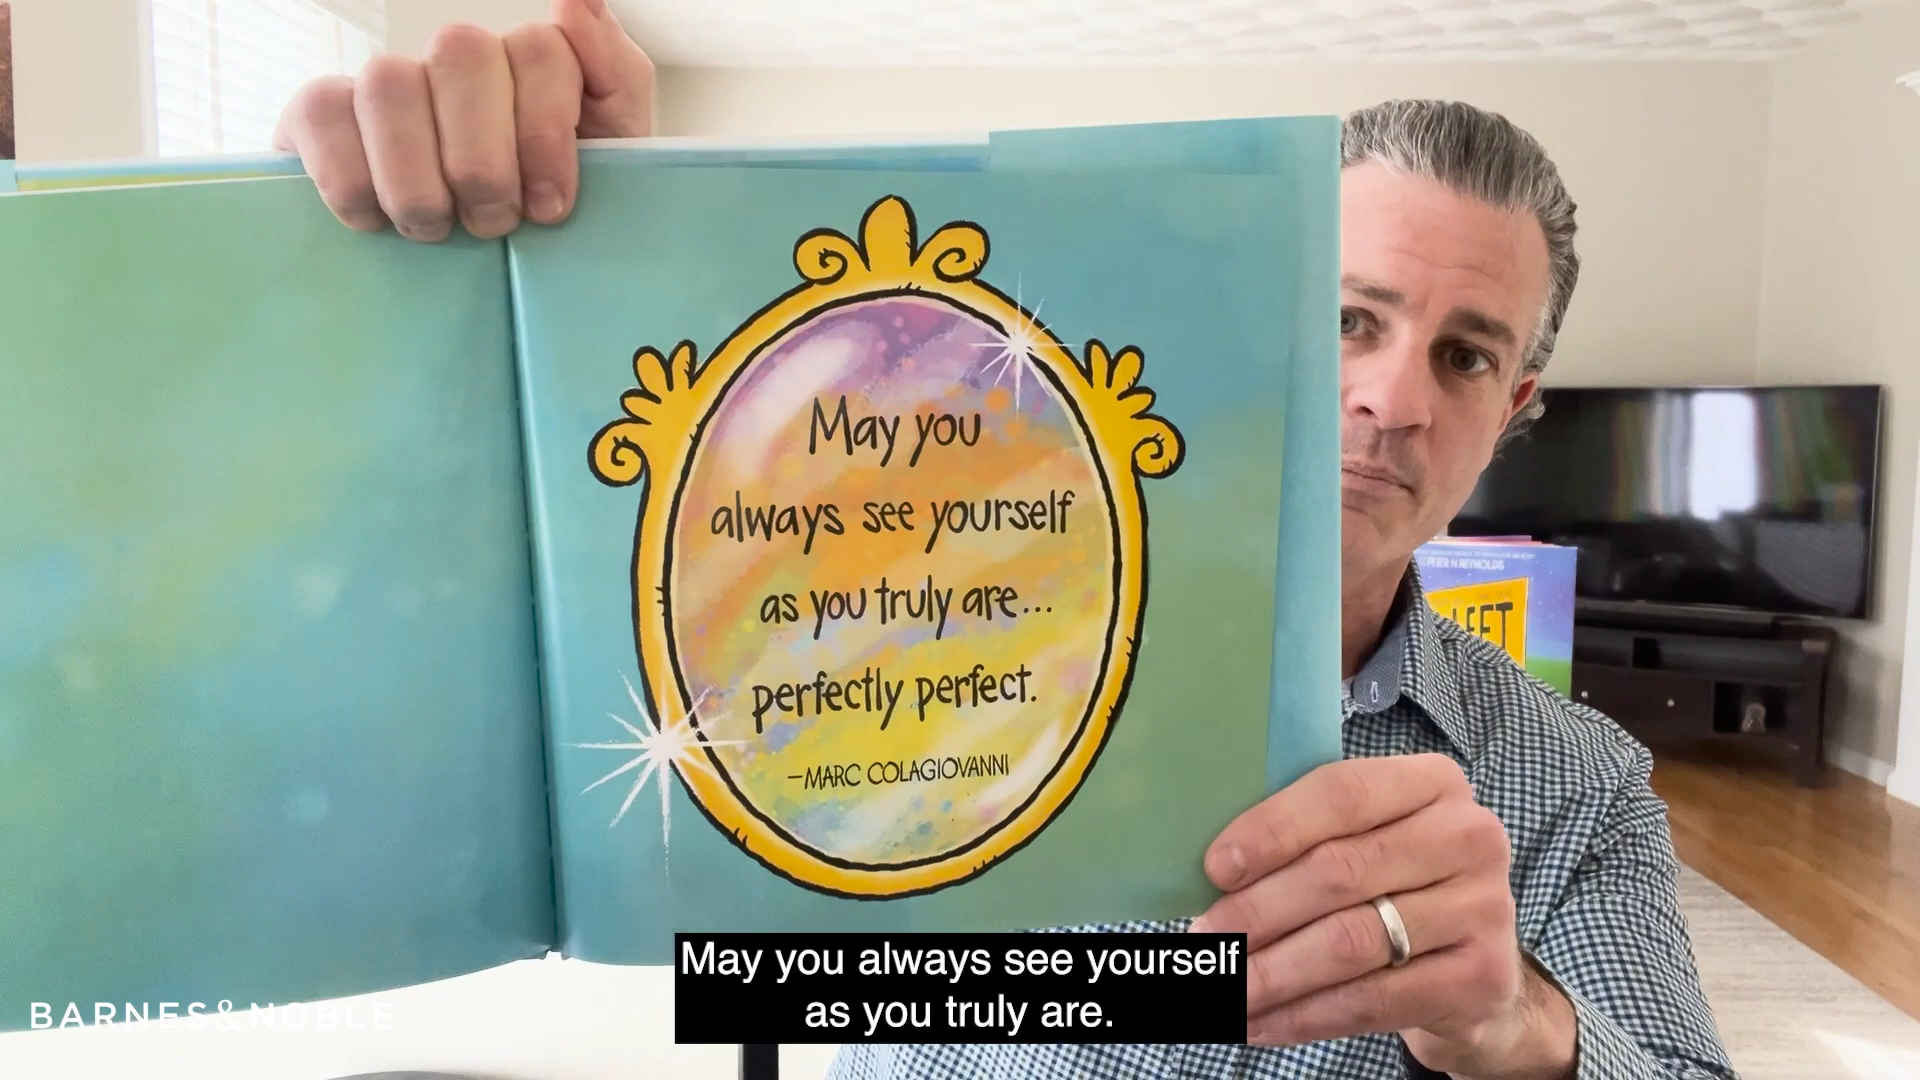 May you
always see yourself
as you truly are...
perfectly perfect.
—MARC COLAGIOVANNI
PETER H REYNOLDS
LEFT
BARNES&NOBLE
May you always see yourself
as you truly are.